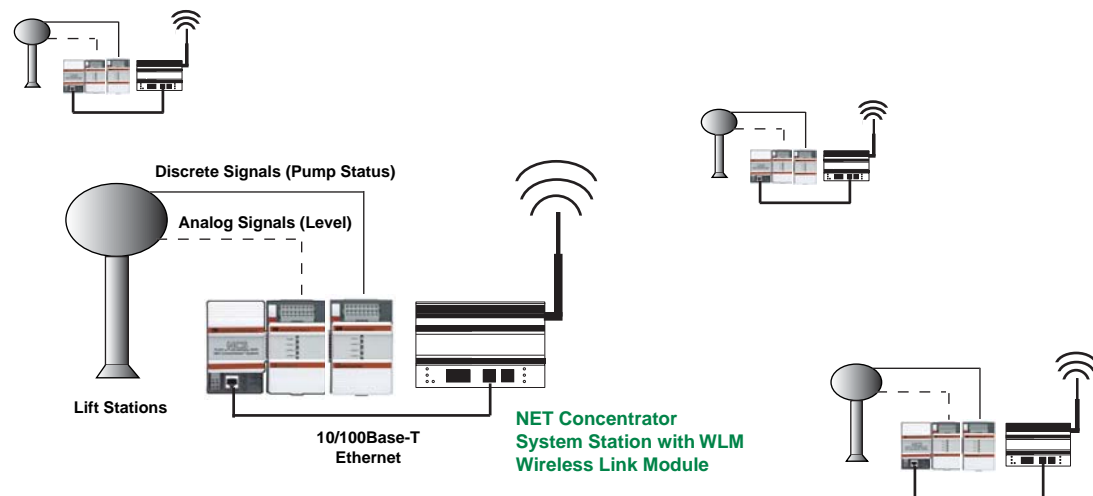 Discrete Signals (Pump Status)
Analog Signals (Level)
Lift Stations
10/100Base-T
Ethernet
NET Concentrator
System Station with WLM
Wireless Link Module